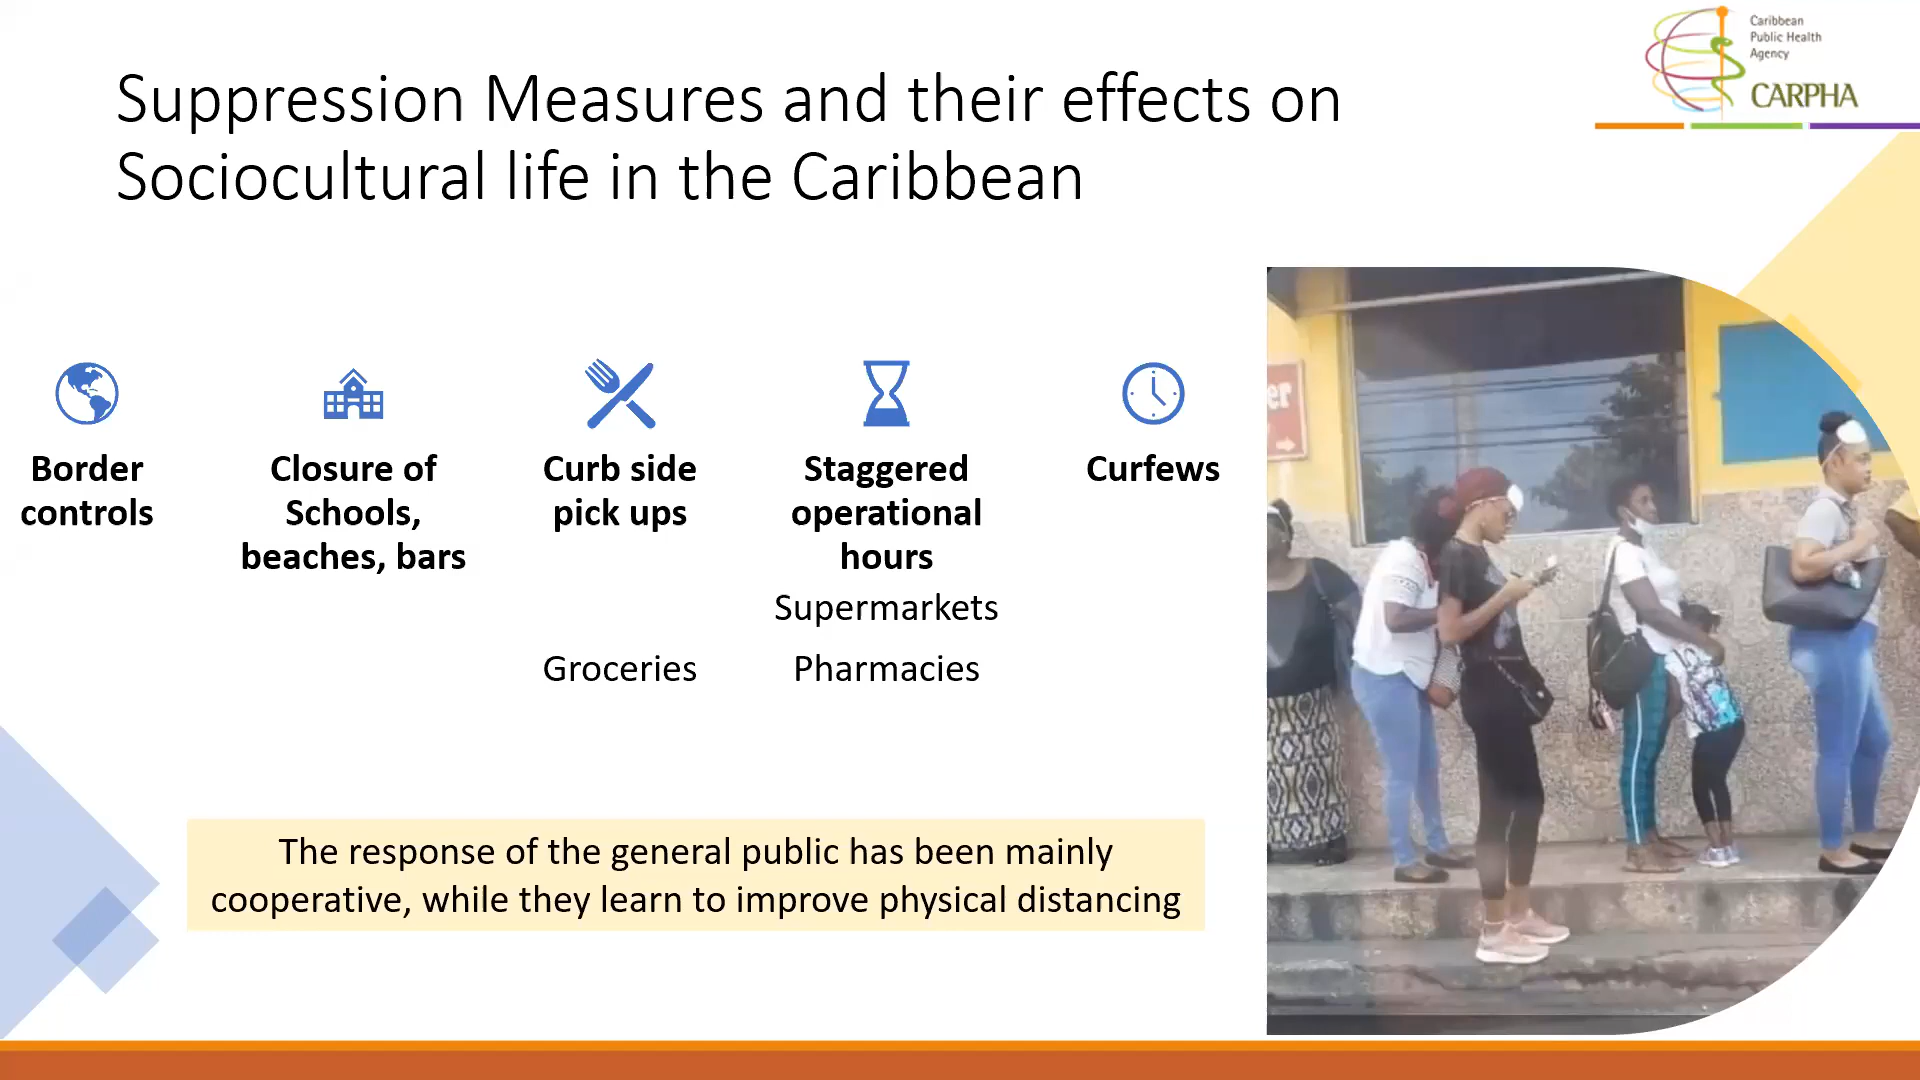 Caribbean
Public Health
Agency
CARPHA
Suppression Measures and their effects on
Sociocultural life in the Caribbean
Border
controls
Closure of
Schools,
beaches, bars
Curb side
pick ups
Groceries
Staggered
operational
hours
Supermarkets
Pharmacies
Curfews
er
The response of the general public has been mainly
cooperative, while they learn to improve physical distancing